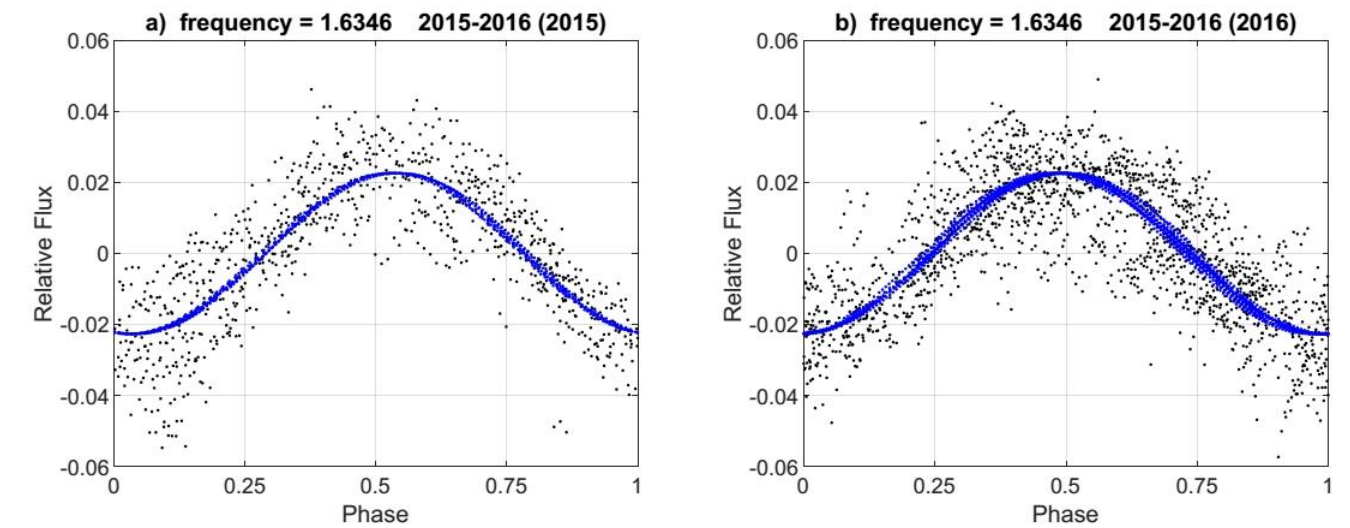 a) frequency = 1.6346 2015-2016 (2015)
0.06
0.04
0.02
0
-0.02
-0.04
-0.06
Relative Flux
0 0.25 0.5 0.75 1
Phase
b) frequency = 1.6346 2015-2016 (2016)
0.06
0.04
0.02
0
-0.02
-0.04
-0.06
Relative Flux
0 0.25 0.5 0.75 1
Phase